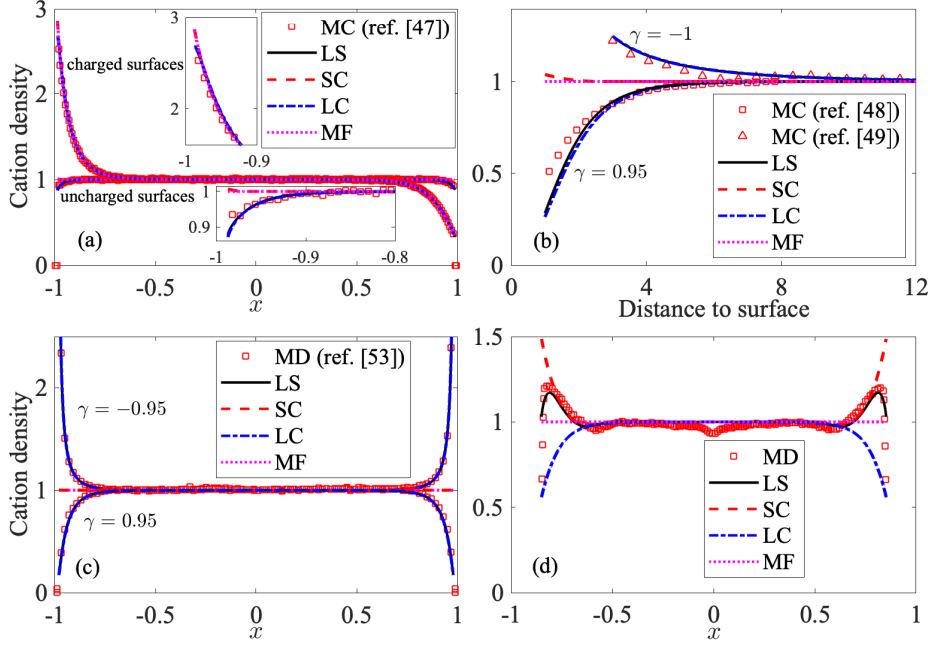 (a)
Cation density
3
2
1
0
-1
-0.5
0
0.5
1
x
charged surfaces
uncharged surfaces
3
2
-1
-0.9
MC (ref. [47])
LS
SC
LC
MF
1
0.9
-1
-0.9
-0.8
(b)
1
0.5
0
0
4
8
12
Distance to surface
γ = −1
γ = 0.95
MC (ref. [48])
MC (ref. [49])
LS
SC
LC
MF
(c)
Cation density
2
1
0
-1
-0.5
0
0.5
1
x
γ = −0.95
γ = 0.95
MD (ref. [53])
LS
SC
LC
MF
(d)
1.5
1
0.5
0
-1
-0.5
0
0.5
1
x
MD
LS
SC
LC
MF